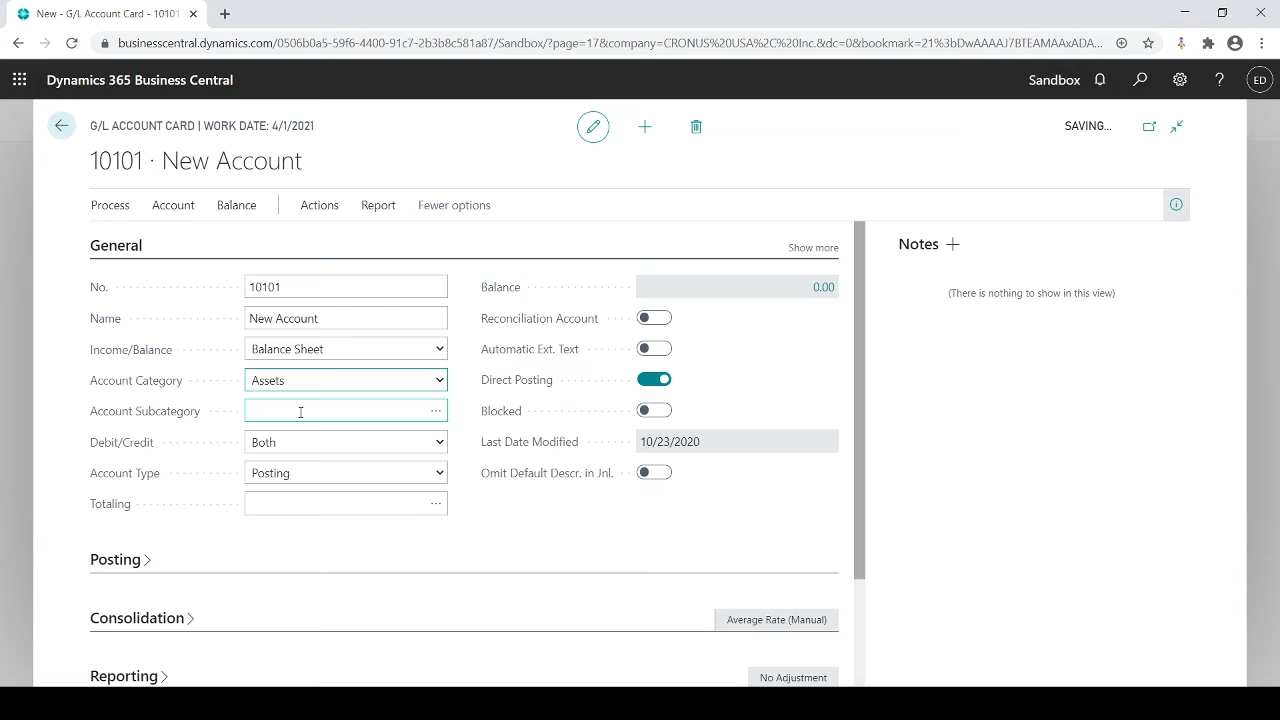 New - G/L Account Card - 10101
businesscentral.dynamics.com/0506b0a5-59f6-4400-91c7-2b3b8c581a87/Sandbox/?page=17&company=CRONUS%20USA%2C%20Inc.&dc=0&bookmark=21%3bDwAAAAJ7BTEAMAAxADA...
Dynamics 365 Business Central
Sandbox
?
ED
G/L ACCOUNT CARD | WORK DATE: 4/1/2021
SAVING...
10101 · New Account
Process Account Balance Actions Report Fewer options
General
Show more
Notes
No. 10101
Balance 0.00
(There is nothing to show in this view)
Name New Account
Reconciliation Account
Income/Balance Balance Sheet
Automatic Ext. Text
Account Category Assets
Direct Posting
Account Subcategory ...
Blocked
Debit/Credit Both
Last Date Modified 10/23/2020
Account Type Posting
Omit Default Descr. in Jnl.
Totaling ...
Posting
Consolidation
Average Rate (Manual)
Reporting
No Adjustment